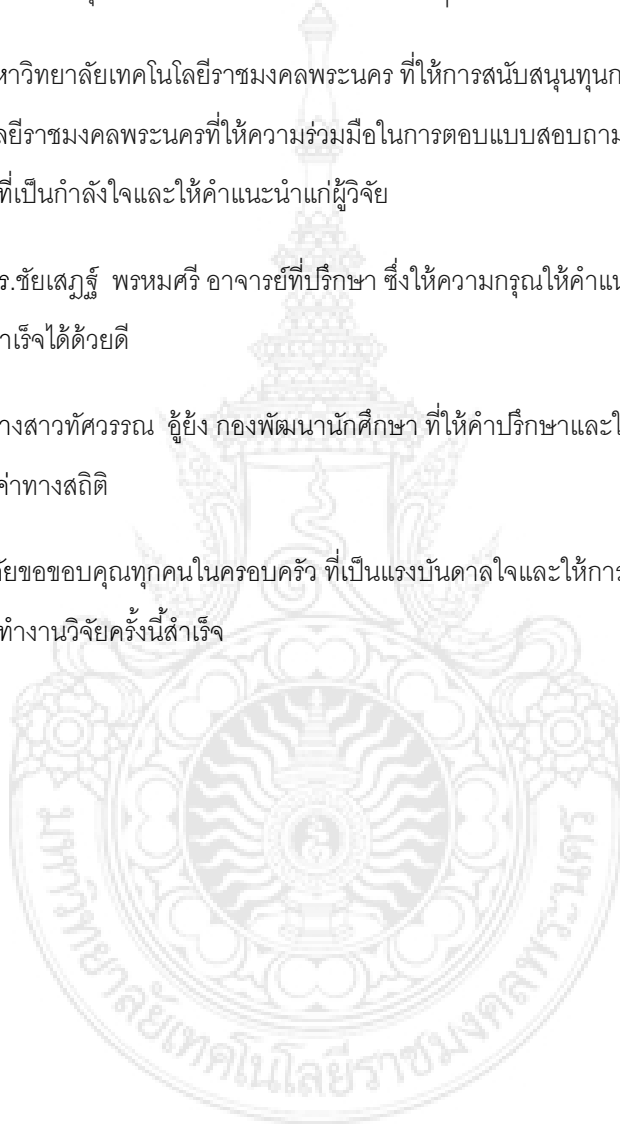 หาวิทยาลัยเทคโนโลยีราชมงคลพระนคร ที่ให้การสนับสนุนทุนก
ลยีราชมงคลพระนครที่ให้ความร่วมมือในการตอบแบบสอบถาม
ที่เป็นกำลังใจและให้คำแนะนำแก่ผู้วิจัย
ร.ชัยเสฏฐ์ พรหมศรี อาจารย์ที่ปรึกษา ซึ่งให้ความกรุณให้คำแน
าเร็จได้ด้วยดี
างสาวทัศวรรณ อู้ยัง กองพัฒนานักศึกษา ที่ให้คำปรึกษาและใ
ค่าทางสถิติ
ัยขอขอบคุณทุกคนในครอบครัว ที่เป็นแรงบันดาลใจและให้การ
ทำงานวิจัยครั้งนี้สำเร็จ
มหาวิทยาลัยเทคโนโลยีราชมงคลพระนคร